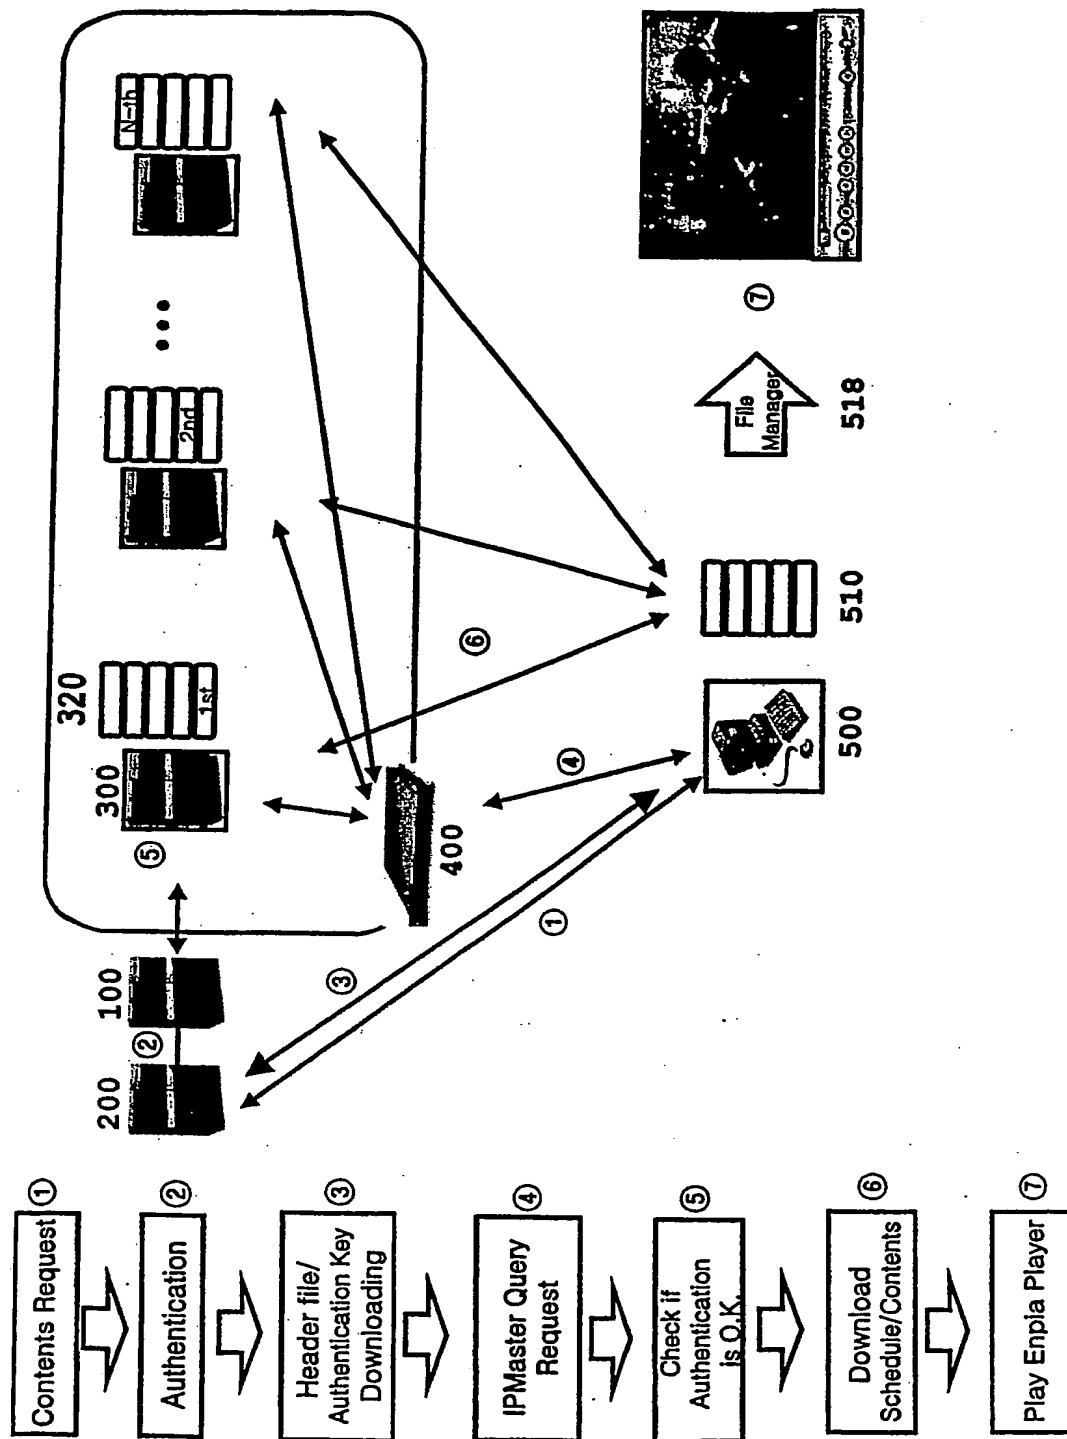 Contents Request ①
Authentication ②
Header file/
Authentication Key
Downloading ③
IPMaster Query
Request ④
Check if
Authentication
is O.K. ⑤
Download
Schedule/Contents ⑥
Play Enpia Player ⑦
200
②
100
⑤
300
320
1st
2nd
N-th
400
③
①
④
⑥
500
510
File
Manager
518
⑦